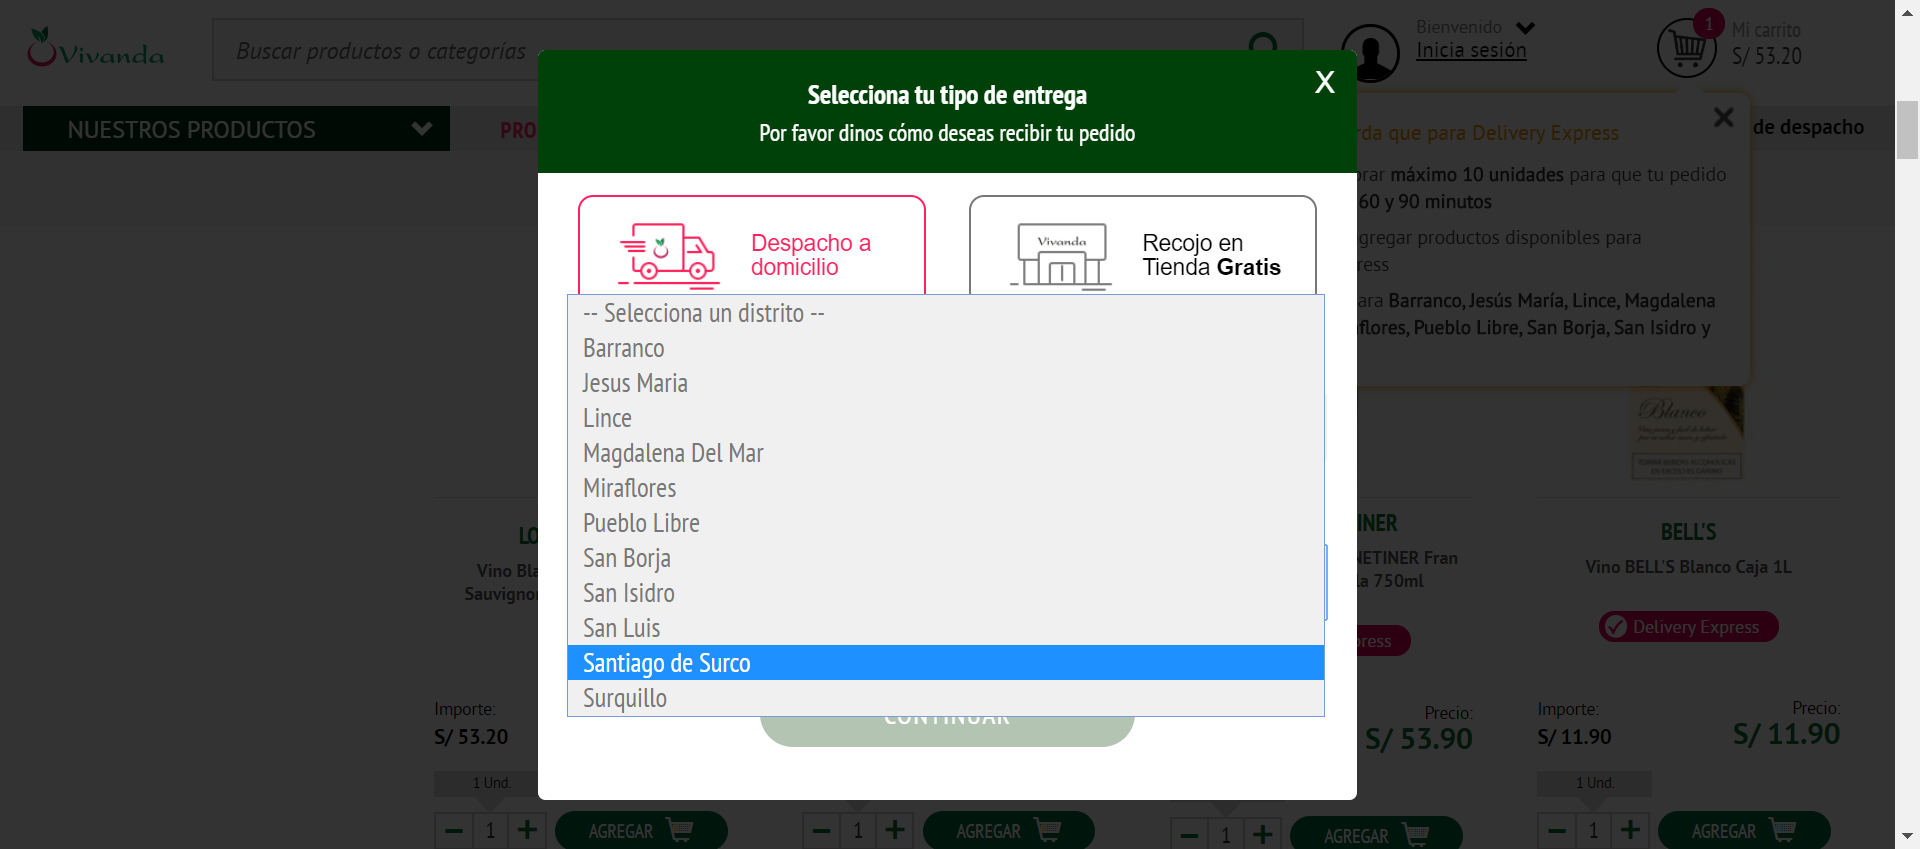 Vivanda
Buscar productos o categorías
Bienvenido
Inicia sesión
1
Mi carrito
S/ 53.20
NUESTROS PRODUCTOS
PRO
de despacho
Selecciona tu tipo de entrega
X
Por favor dinos cómo deseas recibir tu pedido
rda que para Delivery Express
rar máximo 10 unidades para que tu pedido
60 y 90 minutos
gregar productos disponibles para
ress
ara Barranco, Jesús María, Lince, Magdalena
flores, Pueblo Libre, San Borja, San Isidro y
Despacho a
domicilio
Vivanda
Recojo en
Tienda Gratis
-- Selecciona un distrito --
Barranco
Jesus Maria
Lince
Magdalena Del Mar
Miraflores
Pueblo Libre
San Borja
San Isidro
San Luis
Santiago de Surco
Surquillo
CONTINUAR
Blanco
LO
Vino Bla
Sauvigno
Importe:
S/ 53.20
1 Und.
1
AGREGAR
1
AGREGAR
INER
NETINER Fran
la 750ml
press
Precio:
S/ 53.90
1
AGREGAR
BELL'S
Vino BELL'S Blanco Caja 1L
Delivery Express
Importe:
S/ 11.90
Precio:
S/ 11.90
1 Und.
1
AGREGAR